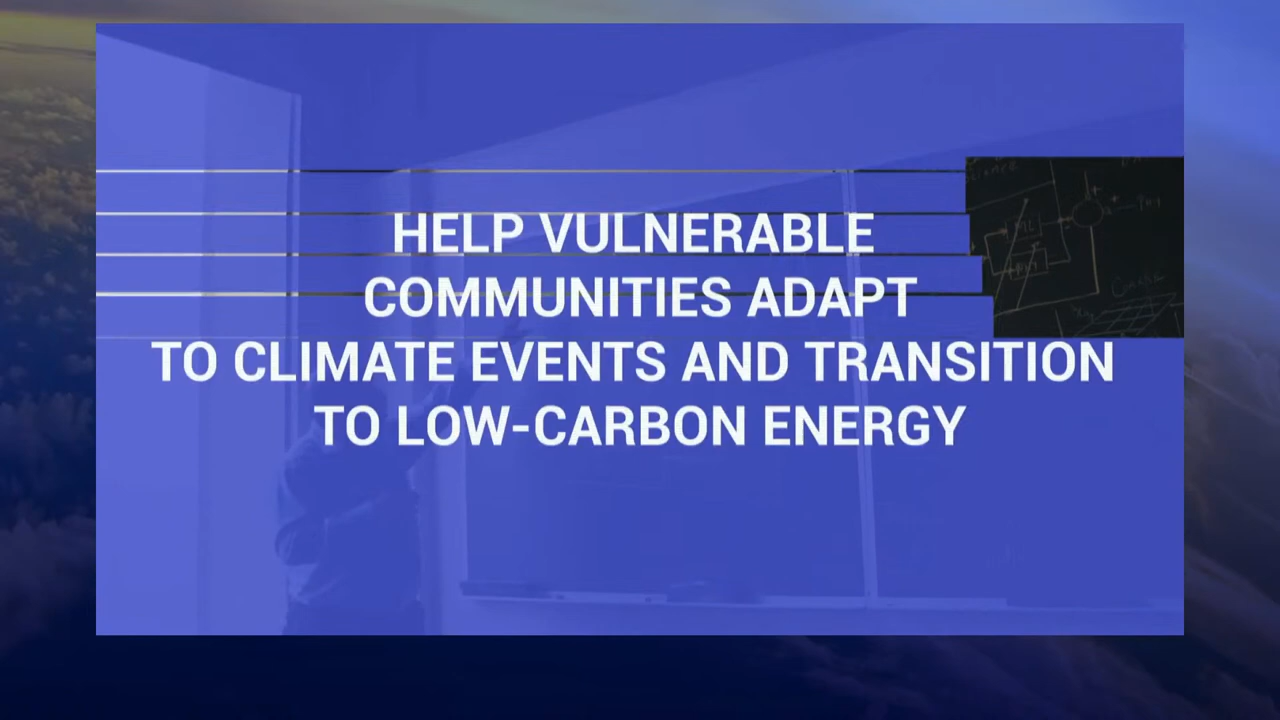 HELP VULNERABLE
COMMUNITIES ADAPT
TO CLIMATE EVENTS AND TRANSITION
TO LOW-CARBON ENERGY